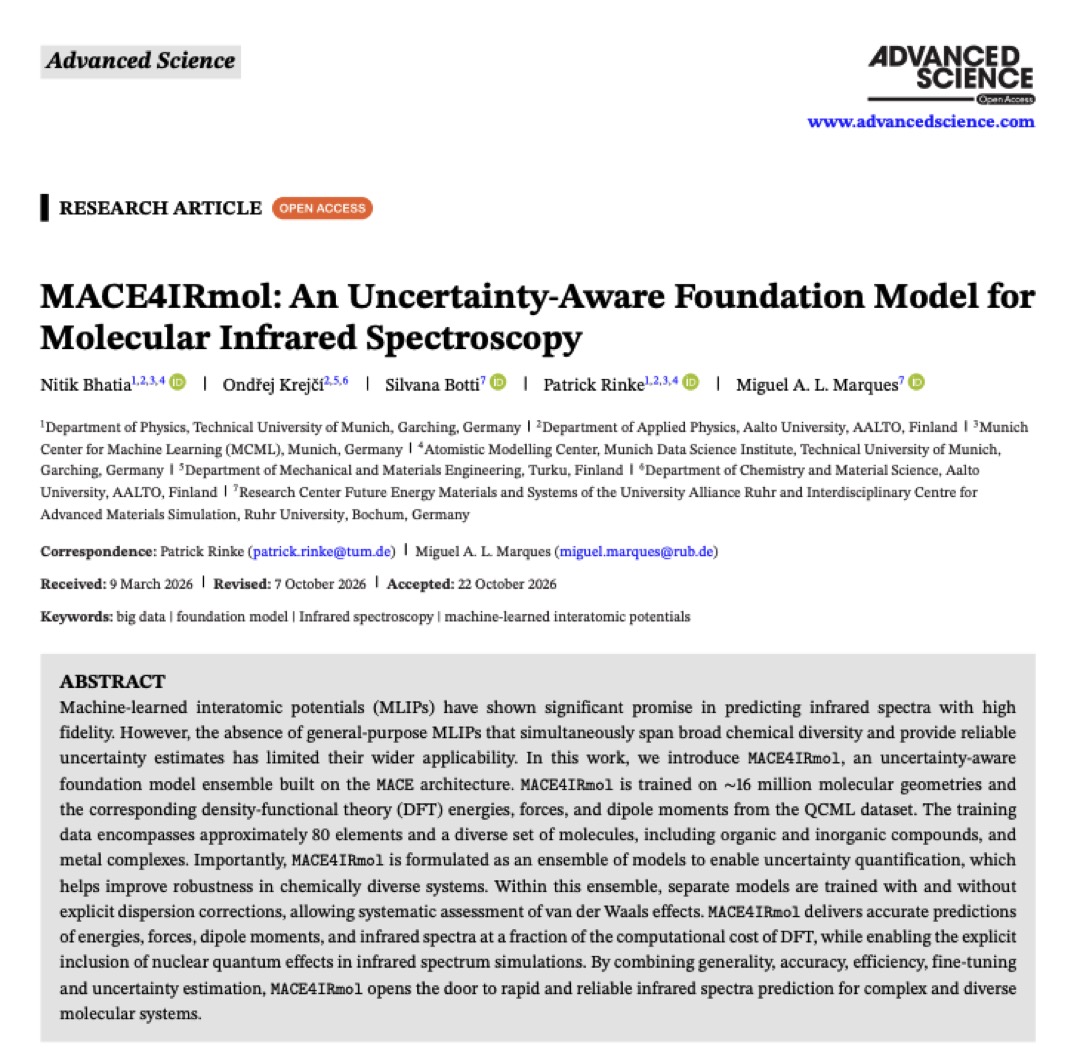 Advanced Science
ADVANCED
SCIENCE
Open Access
www.advancedscience.com
RESEARCH ARTICLE OPEN ACCESS
MACE4IRmol: An Uncertainty-Aware Foundation Model for
Molecular Infrared Spectroscopy
Nitik Bhatia1,2,3,4 iD | Ondřej Krejčí2,5,6 | Silvana Botti7 iD | Patrick Rinke1,2,3,4 iD | Miguel A. L. Marques7 iD
1Department of Physics, Technical University of Munich, Garching, Germany | 2Department of Applied Physics, Aalto University, AALTO, Finland | 3Munich
Center for Machine Learning (MCML), Munich, Germany | 4Atomistic Modelling Center, Munich Data Science Institute, Technical University of Munich,
Garching, Germany | 5Department of Mechanical and Materials Engineering, Turku, Finland | 6Department of Chemistry and Material Science, Aalto
University, AALTO, Finland | 7Research Center Future Energy Materials and Systems of the University Alliance Ruhr and Interdisciplinary Centre for
Advanced Materials Simulation, Ruhr University, Bochum, Germany
Correspondence: Patrick Rinke (patrick.rinke@tum.de) | Miguel A. L. Marques (miguel.marques@rub.de)
Received: 9 March 2026 | Revised: 7 October 2026 | Accepted: 22 October 2026
Keywords: big data | foundation model | Infrared spectroscopy | machine-learned interatomic potentials
ABSTRACT
Machine-learned interatomic potentials (MLIPs) have shown significant promise in predicting infrared spectra with high
fidelity. However, the absence of general-purpose MLIPs that simultaneously span broad chemical diversity and provide reliable
uncertainty estimates has limited their wider applicability. In this work, we introduce MACE4IRmol, an uncertainty-aware
foundation model ensemble built on the MACE architecture. MACE4IRmol is trained on ~16 million molecular geometries and
the corresponding density-functional theory (DFT) energies, forces, and dipole moments from the QCML dataset. The training
data encompasses approximately 80 elements and a diverse set of molecules, including organic and inorganic compounds, and
metal complexes. Importantly, MACE4IRmol is formulated as an ensemble of models to enable uncertainty quantification, which
helps improve robustness in chemically diverse systems. Within this ensemble, separate models are trained with and without
explicit dispersion corrections, allowing systematic assessment of van der Waals effects. MACE4IRmol delivers accurate predictions
of energies, forces, dipole moments, and infrared spectra at a fraction of the computational cost of DFT, while enabling the explicit
inclusion of nuclear quantum effects in infrared spectrum simulations. By combining generality, accuracy, efficiency, fine-tuning
and uncertainty estimation, MACE4IRmol opens the door to rapid and reliable infrared spectra prediction for complex and diverse
molecular systems.